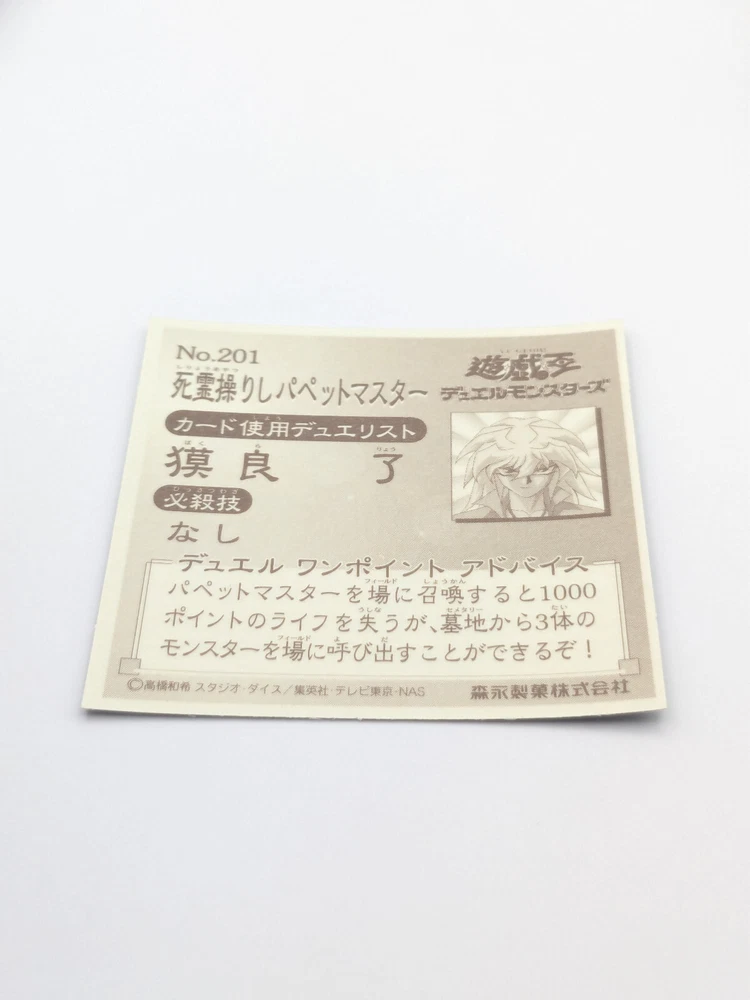 No.201
死霊操りしパペットマスター
遊戯王
デュエルモンスターズ
カード使用デュエリスト
獏良 了
必殺技
なし
デュエル ワンポイント アドバイス
パペットマスターを場に召喚すると1000
ポイントのライフを失うが、墓地から3体の
モンスターを場に呼び出すことができるぞ！
©高橋和希 スタジオ・ダイス／集英社・テレビ東京・NAS
森永製菓株式会社